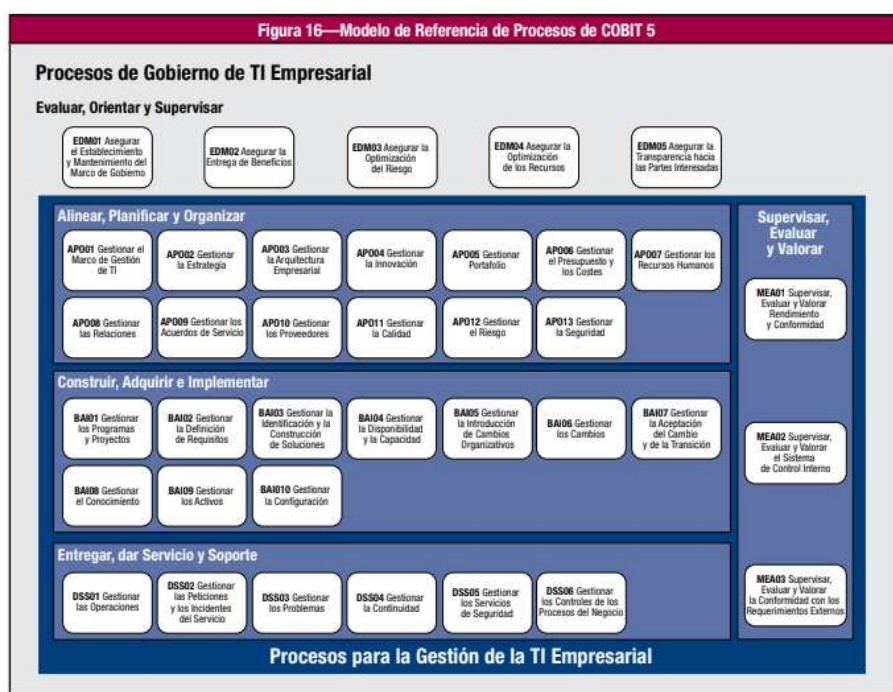 Figura 16—Modelo de Referencia de Procesos de COBIT 5
Procesos de Gobierno de TI Empresarial
Evaluar, Orientar y Supervisar
EDM01 Asegurar
el Establecimiento
y Mantenimiento del
Marco de Gobierno
EDM02 Asegurar la
Entrega de Beneficios
EDM03 Asegurar la
Optimización
del Riesgo
EDM04 Asegurar la
Optimización
de los Recursos
EDM05 Asegurar la
Transparencia hacia
las Partes Interesadas
Alinear, Planificar y Organizar
APO01 Gestionar el
Marco de Gestión
de TI
APO02 Gestionar
la Estrategia
APO03 Gestionar
la Arquitectura
Empresarial
APO04 Gestionar
la Innovación
APO05 Gestionar
Portafolio
APO06 Gestionar
el Presupuesto y
los Costes
APO07 Gestionar los
Recursos Humanos
APO08 Gestionar
las Relaciones
APO09 Gestionar los
Acuerdos de Servicio
APO10 Gestionar
los Proveedores
APO11 Gestionar
la Calidad
APO12 Gestionar
el Riesgo
APO13 Gestionar
la Seguridad
Construir, Adquirir e Implementar
BAI01 Gestionar
los Programas
y Proyectos
BAI02 Gestionar
la Definición
de Requisitos
BAI03 Gestionar la
Identificación y la
Construcción
de Soluciones
BAI04 Gestionar
la Disponibilidad
y la Capacidad
BAI05 Gestionar
la Introducción
de Cambios
Organizativos
BAI06 Gestionar
los Cambios
BAI07 Gestionar
la Aceptación
del Cambio
y de la Transición
BAI08 Gestionar
el Conocimiento
BAI09 Gestionar
los Activos
BAI010 Gestionar
la Configuración
Entregar, dar Servicio y Soporte
DSS01 Gestionar
las Operaciones
DSS02 Gestionar
las Peticiones
y los Incidentes
del Servicio
DSS03 Gestionar
los Problemas
DSS04 Gestionar
la Continuidad
DSS05 Gestionar
los Servicios
de Seguridad
DSS06 Gestionar
los Controles de los
Procesos del Negocio
Supervisar,
Evaluar
y Valorar
MEA01 Supervisar,
Evaluar y Valorar
Rendimiento
y Conformidad
MEA02 Supervisar,
Evaluar y Valorar
el Sistema
de Control Interno
MEA03 Supervisar,
Evaluar y Valorar
la Conformidad con los
Requerimientos Externos
Procesos para la Gestión de la TI Empresarial